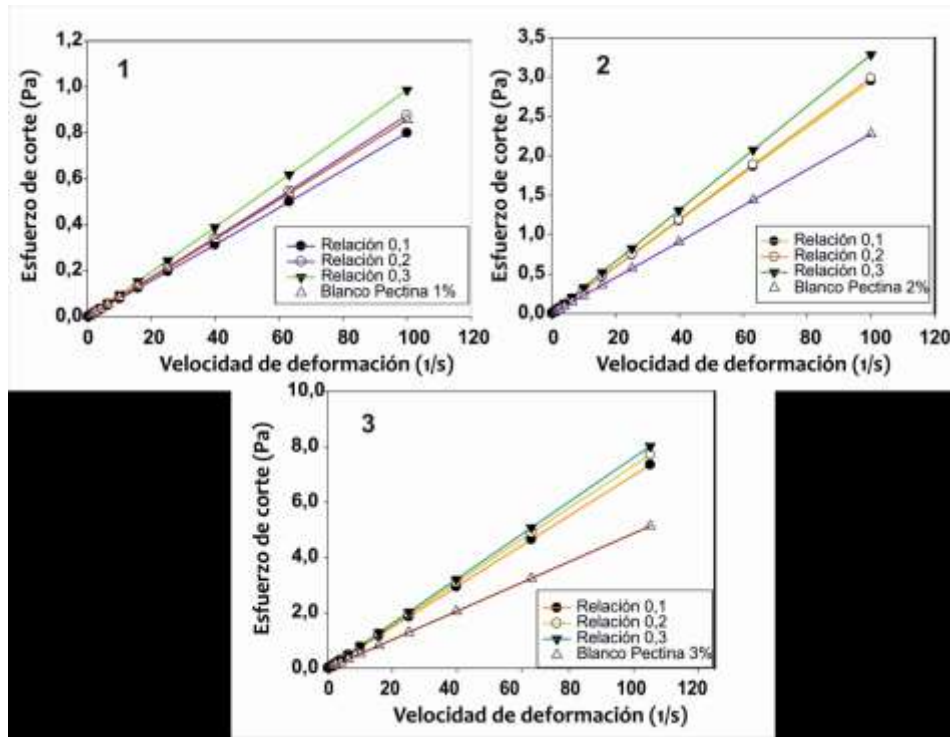 1
Esfuerzo de corte (Pa)
1,2
1,0
0,8
0,6
0,4
0,2
0,0
Relación 0,1
Relación 0,2
Relación 0,3
Blanco Pectina 1%
0 20 40 60 80 100 120
Velocidad de deformación (1/s)
2
Esfuerzo de corte (Pa)
3,5
3,0
2,5
2,0
1,5
1,0
0,5
0,0
Relación 0,1
Relación 0,2
Relación 0,3
Blanco Pectina 2%
0 20 40 60 80 100 120
Velocidad de deformación (1/s)
3
Esfuerzo de corte (Pa)
10,0
8,0
6,0
4,0
2,0
0,0
Relación 0,1
Relación 0,2
Relación 0,3
Blanco Pectina 3%
0 20 40 60 80 100 120
Velocidad de deformación (1/s)